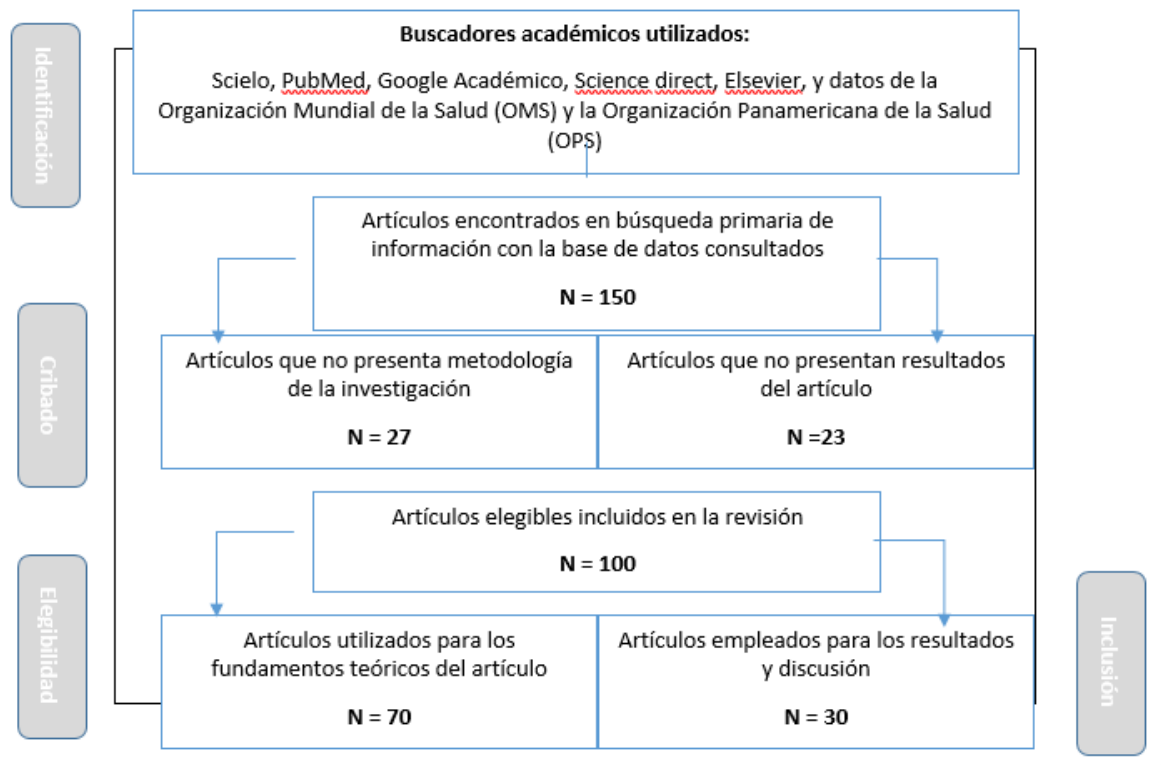 Identificación
Buscadores académicos utilizados:
Scielo, PubMed, Google Académico, Science direct, Elsevier, y datos de la
Organización Mundial de la Salud (OMS) y la Organización Panamericana de la Salud
(OPS)
Artículos encontrados en búsqueda primaria de
información con la base de datos consultados
N = 150
Cribado
Artículos que no presenta metodología
de la investigación
N = 27
Artículos que no presentan resultados
del artículo
N =23
Artículos elegibles incluidos en la revisión
N = 100
Elegibilidad
Artículos utilizados para los
fundamentos teóricos del artículo
N = 70
Artículos empleados para los resultados
y discusión
N = 30
Inclusión